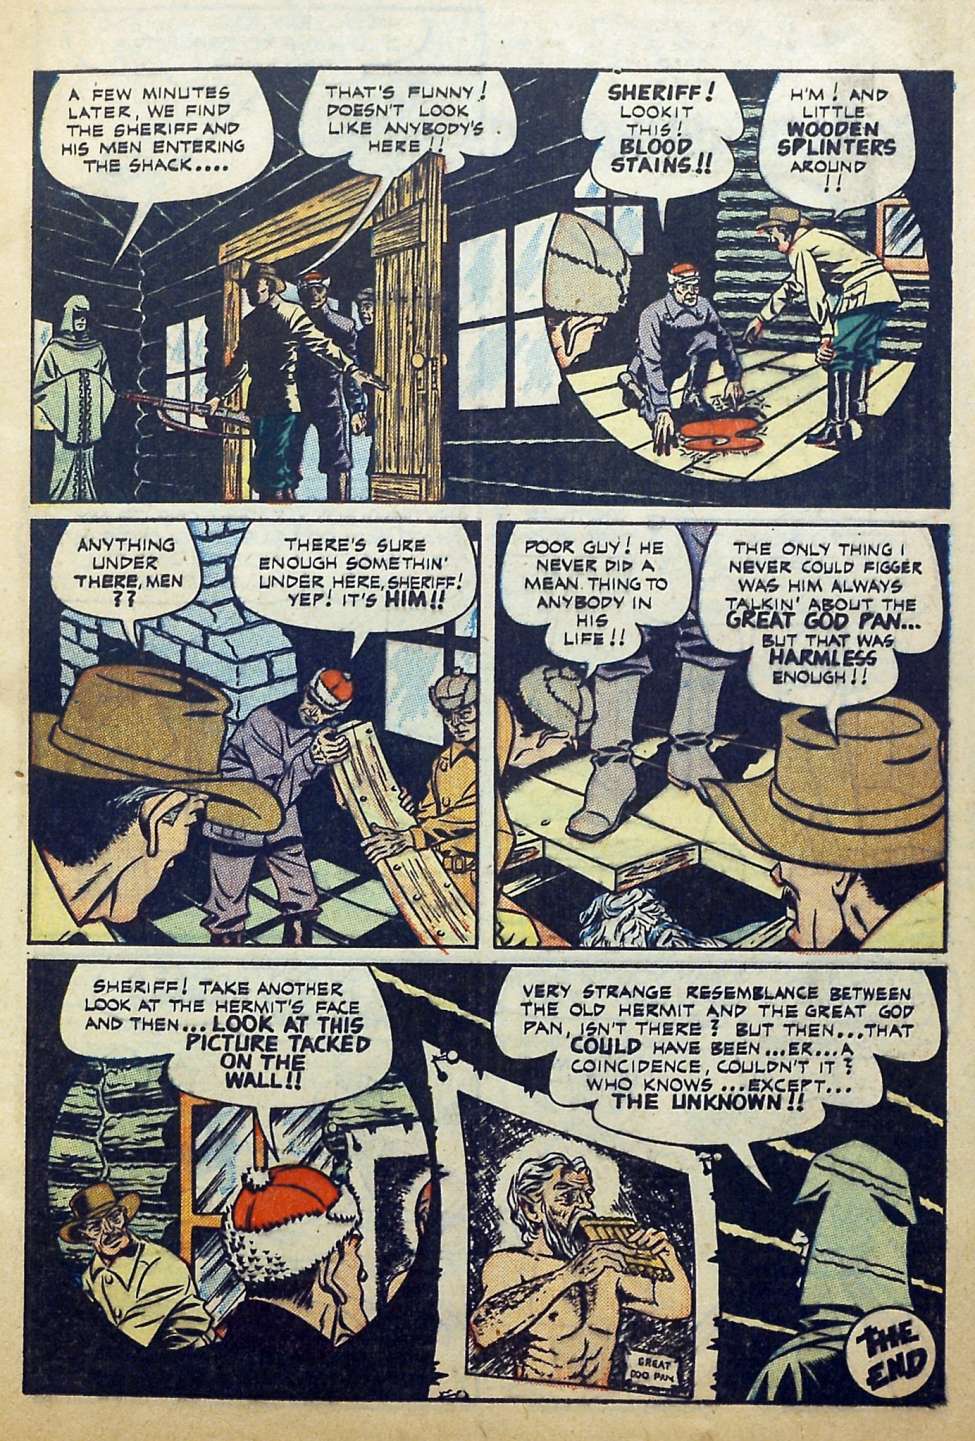 A FEW MINUTES
LATER, WE FIND
THE SHERIFF AND
HIS MEN ENTERING
THE SHACK....
THAT'S FUNNY!
DOESN'T LOOK
LIKE ANYBODY'S
HERE!!
SHERIFF!
LOOKIT
THIS!
BLOOD
STAINS!!
H'M! AND
LITTLE
WOODEN
SPLINTERS
AROUND
!!
ANYTHING
UNDER
THERE, MEN
??
THERE'S SURE
ENOUGH SOMETHIN'
UNDER HERE, SHERIFF!
YEP! IT'S HIM!!
POOR GUY! HE
NEVER DID A
MEAN THING TO
ANYBODY IN
HIS
LIFE!!
THE ONLY THING I
NEVER COULD FIGGER
WAS HIM ALWAYS
TALKIN' ABOUT THE
GREAT GOD PAN...
BUT THAT WAS
HARMLESS
ENOUGH!!
SHERIFF! TAKE ANOTHER
LOOK AT THE HERMIT'S FACE
AND THEN... LOOK AT THIS
PICTURE TACKED
ON THE
WALL!!
VERY STRANGE RESEMBLANCE BETWEEN
THE OLD HERMIT AND THE GREAT GOD
PAN, ISN'T THERE? BUT THEN...THAT
COULD HAVE BEEN...ER...A
COINCIDENCE, COULDN'T IT?
WHO KNOWS...EXCEPT...
THE UNKNOWN!!
GREAT
GOD PAN
THE
END